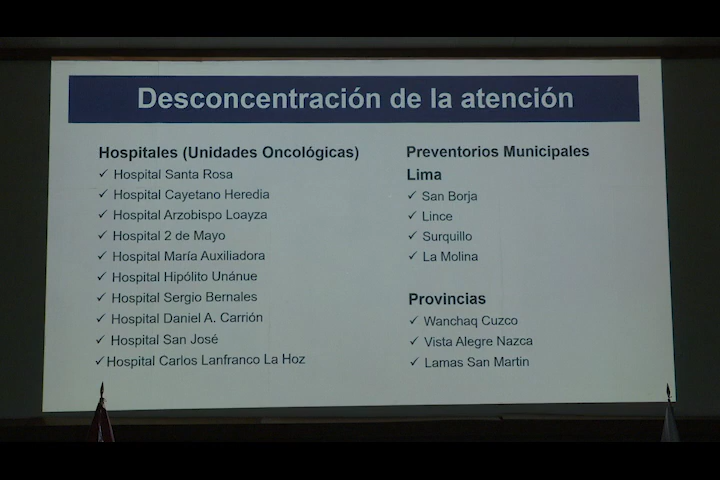 Desconcentración de la atención
Hospitales (Unidades Oncológicas)
✓ Hospital Santa Rosa
✓ Hospital Cayetano Heredia
✓ Hospital Arzobispo Loayza
✓ Hospital 2 de Mayo
✓ Hospital María Auxiliadora
✓ Hospital Hipólito Unánue
✓ Hospital Sergio Bernales
✓ Hospital Daniel A. Carrión
✓ Hospital San José
✓ Hospital Carlos Lanfranco La Hoz
Preventorios Municipales
Lima
✓ San Borja
✓ Lince
✓ Surquillo
✓ La Molina
Provincias
✓ Wanchaq Cuzco
✓ Vista Alegre Nazca
✓ Lamas San Martin